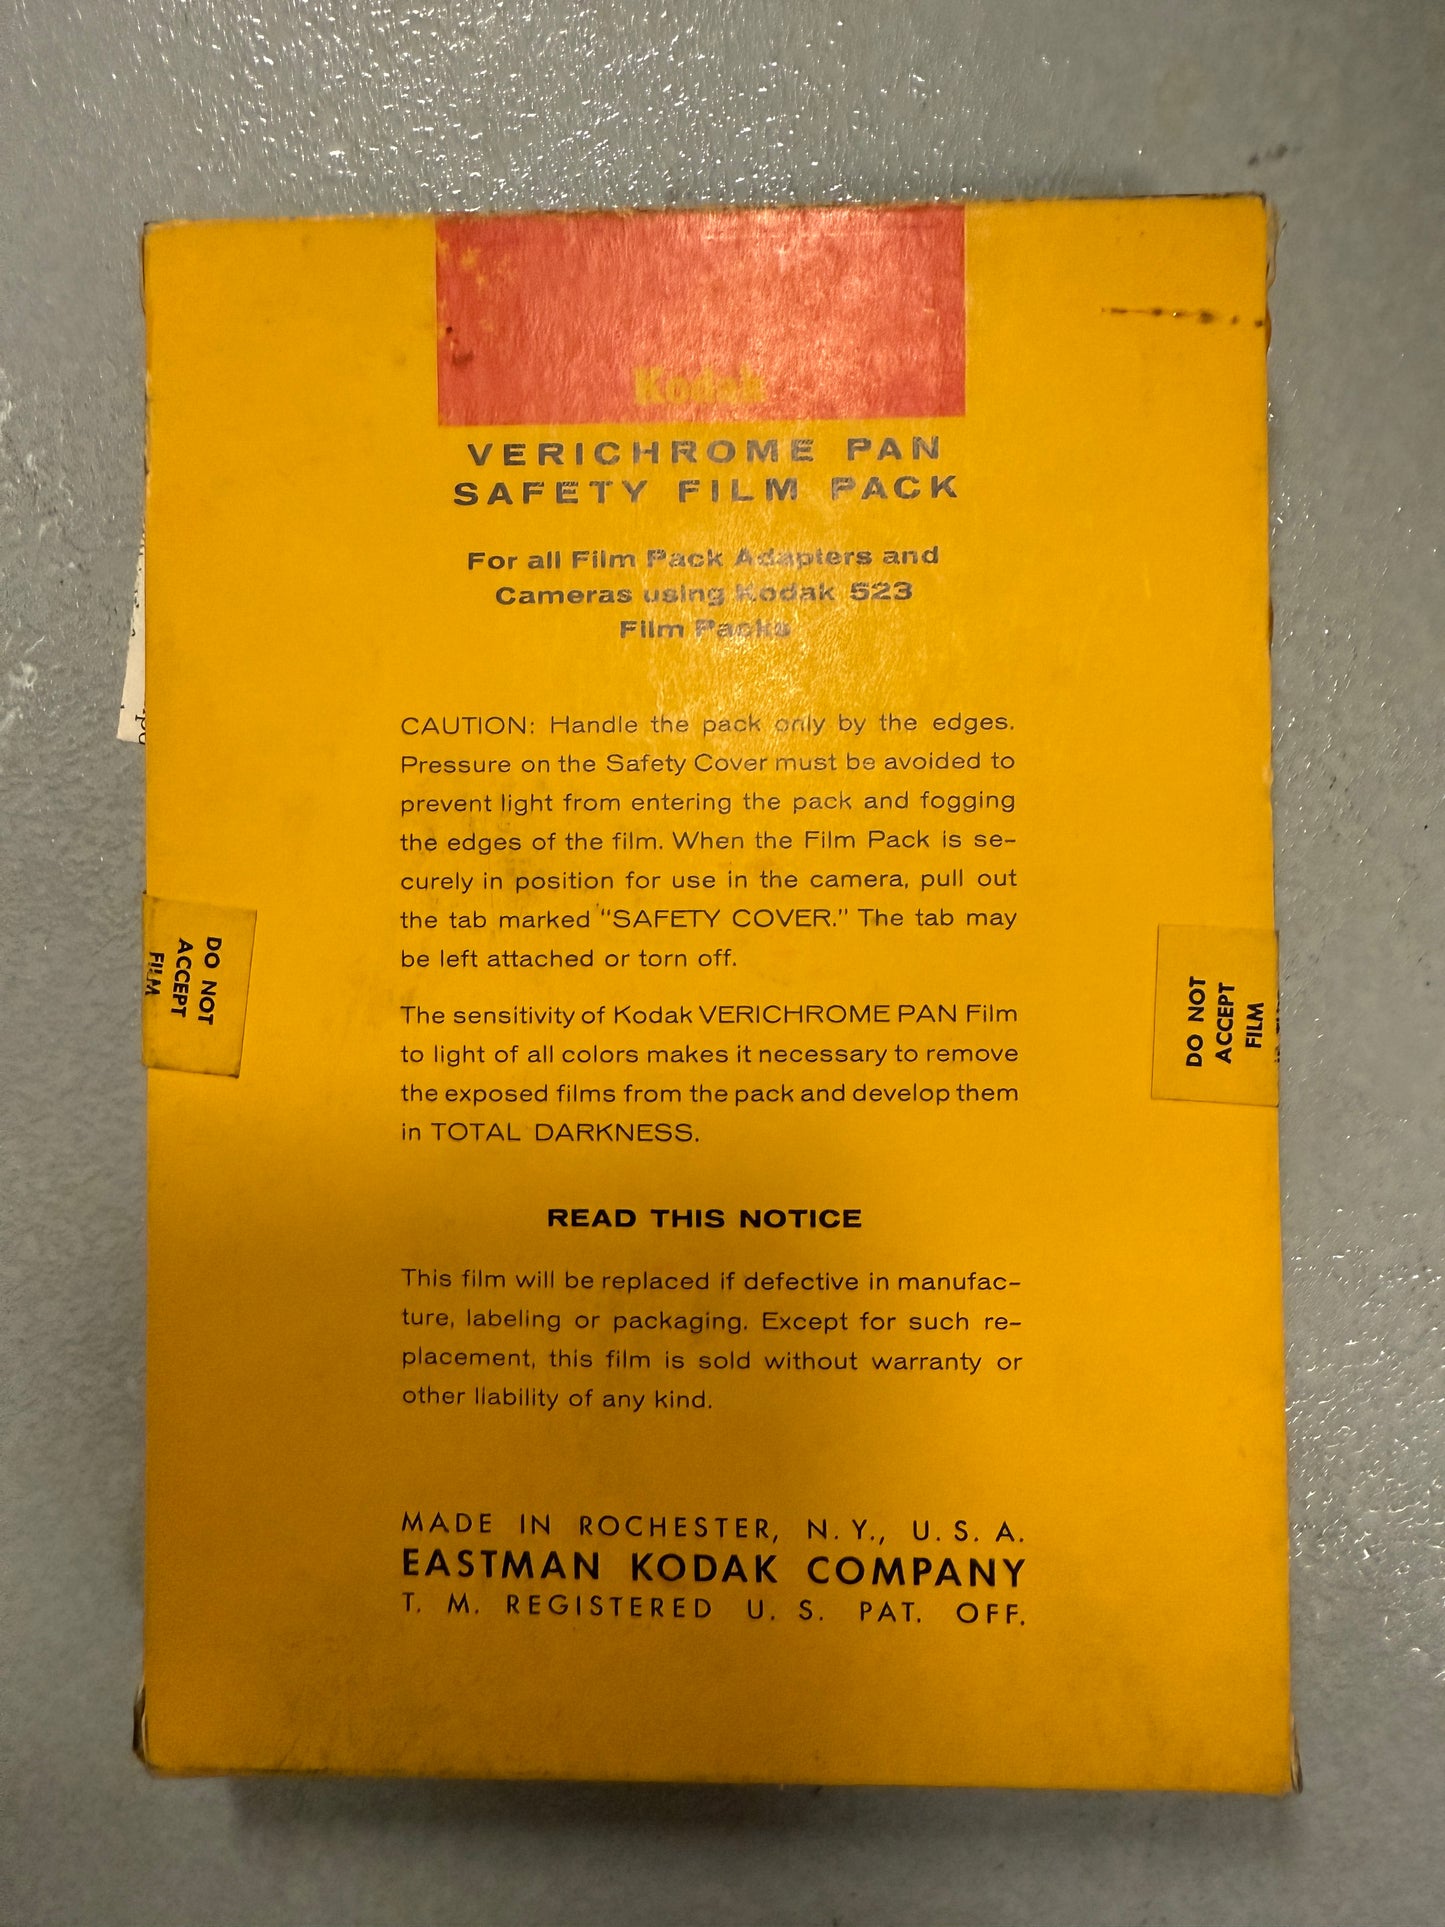 Kodak
VERICHROME PAN
SAFETY FILM PACK
For all Film Pack Adapters and
Cameras using Kodak 523
Film Packs
CAUTION: Handle the pack only by the edges.
Pressure on the Safety Cover must be avoided to
prevent light from entering the pack and fogging
the edges of the film. When the Film Pack is se-
curely in position for use in the camera, pull out
the tab marked "SAFETY COVER." The tab may
be left attached or torn off.
DO NOT
ACCEPT
FILM
DO NOT
ACCEPT
FILM
The sensitivity of Kodak VERICHROME PAN Film
to light of all colors makes it necessary to remove
the exposed films from the pack and develop them
in TOTAL DARKNESS.
READ THIS NOTICE
This film will be replaced if defective in manufac-
ture, labeling or packaging. Except for such re-
placement, this film is sold without warranty or
other liability of any kind.
MADE IN ROCHESTER, N. Y., U. S. A.
EASTMAN KODAK COMPANY
T. M. REGISTERED U. S. PAT. OFF.